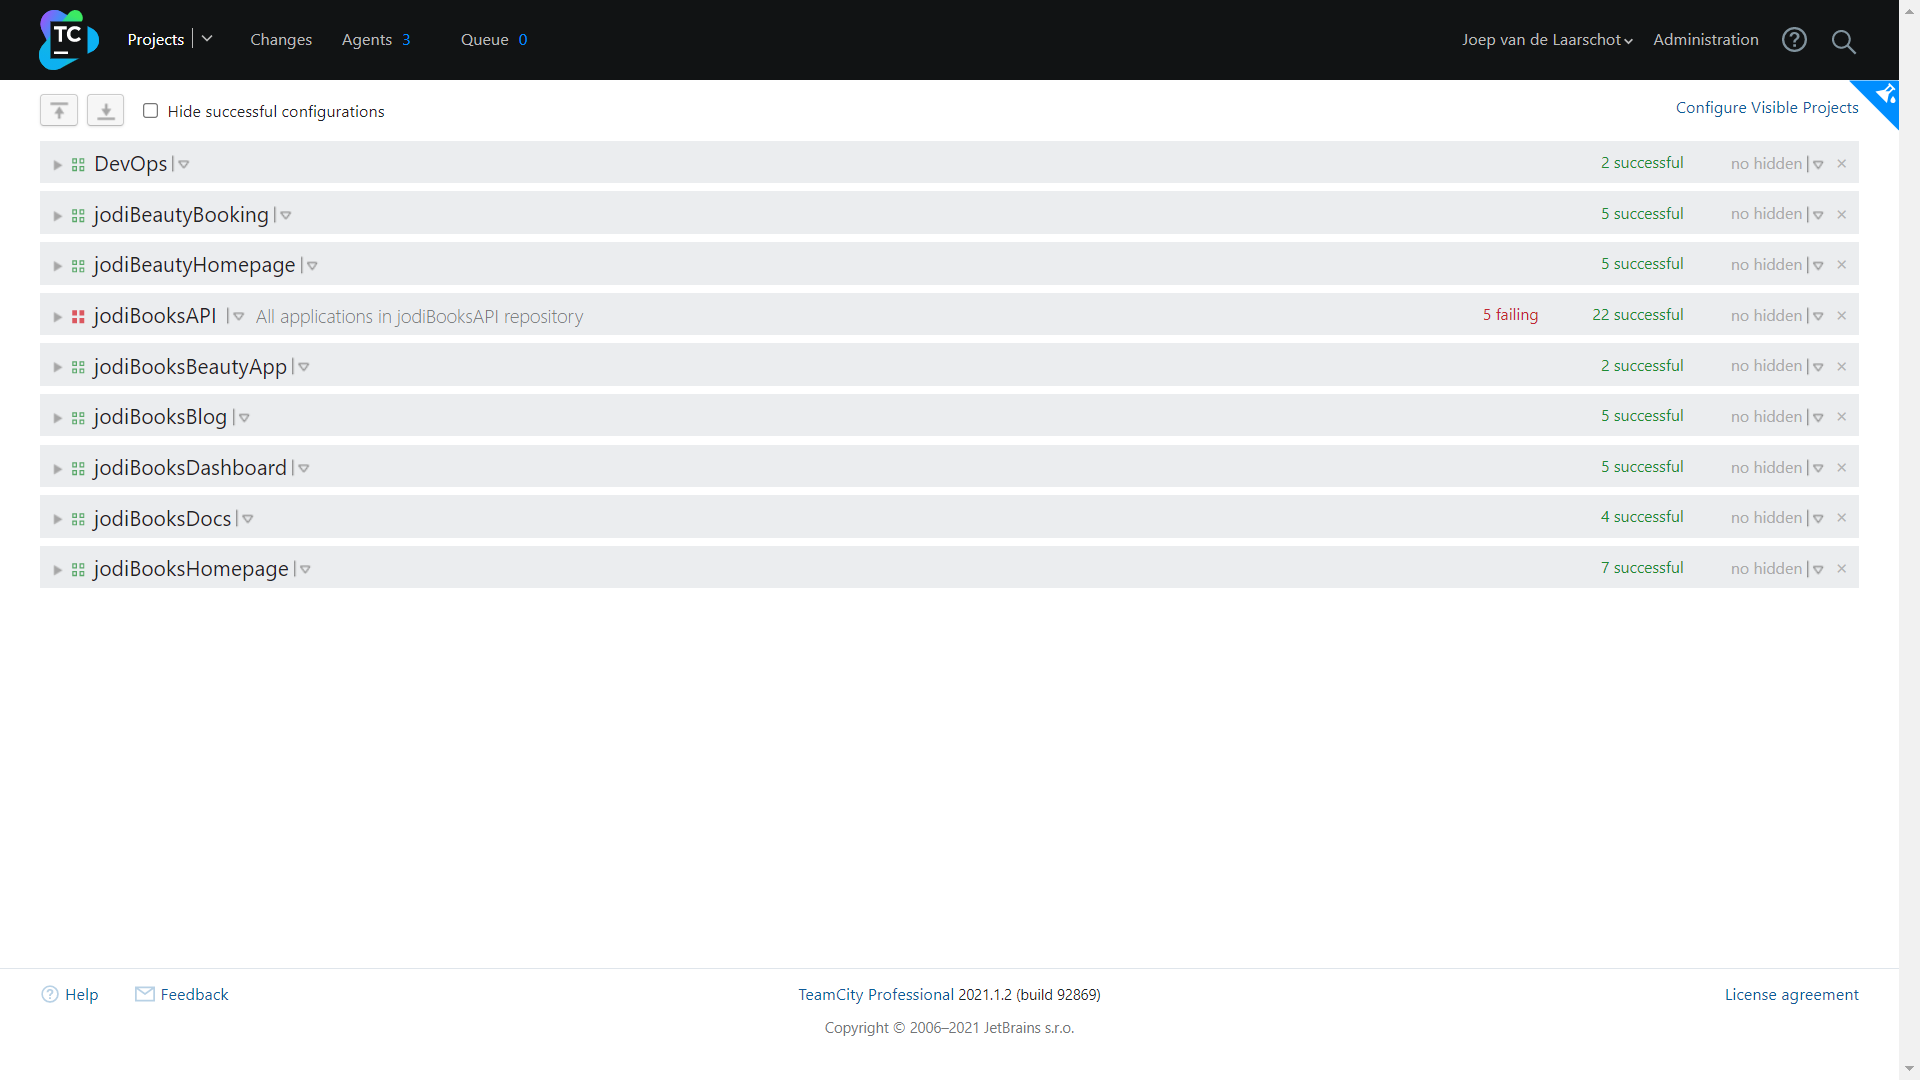 TC
Projects Changes Agents 3 Queue 0 Joep van de Laarschot Administration
Hide successful configurations Configure Visible Projects
DevOps 2 successful no hidden
jodiBeautyBooking 5 successful no hidden
jodiBeautyHomepage 5 successful no hidden
jodiBooksAPI All applications in jodiBooksAPI repository 5 failing 22 successful no hidden
jodiBooksBeautyApp 2 successful no hidden
jodiBooksBlog 5 successful no hidden
jodiBooksDashboard 5 successful no hidden
jodiBooksDocs 4 successful no hidden
jodiBooksHomepage 7 successful no hidden
Help Feedback TeamCity Professional 2021.1.2 (build 92869) License agreement
Copyright © 2006–2021 JetBrains s.r.o.